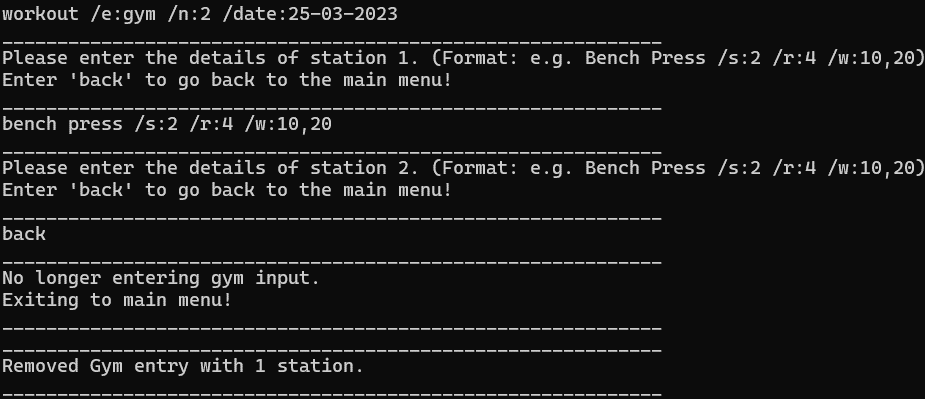 workout /e:gym /n:2 /date:25-03-2023
____________________________________________________________
Please enter the details of station 1. (Format: e.g. Bench Press /s:2 /r:4 /w:10,20)
Enter 'back' to go back to the main menu!
____________________________________________________________
bench press /s:2 /r:4 /w:10,20
____________________________________________________________
Please enter the details of station 2. (Format: e.g. Bench Press /s:2 /r:4 /w:10,20)
Enter 'back' to go back to the main menu!
____________________________________________________________
back
____________________________________________________________
No longer entering gym input.
Exiting to main menu!
____________________________________________________________
____________________________________________________________
Removed Gym entry with 1 station.
____________________________________________________________